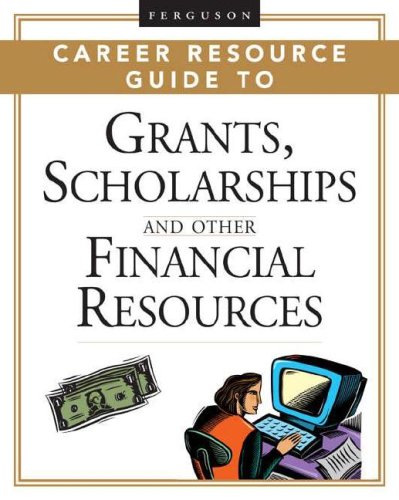 FERGUSON
CAREER RESOURCE
GUIDE TO
GRANTS,
SCHOLARSHIPS
AND OTHER
FINANCIAL
RESOURCES